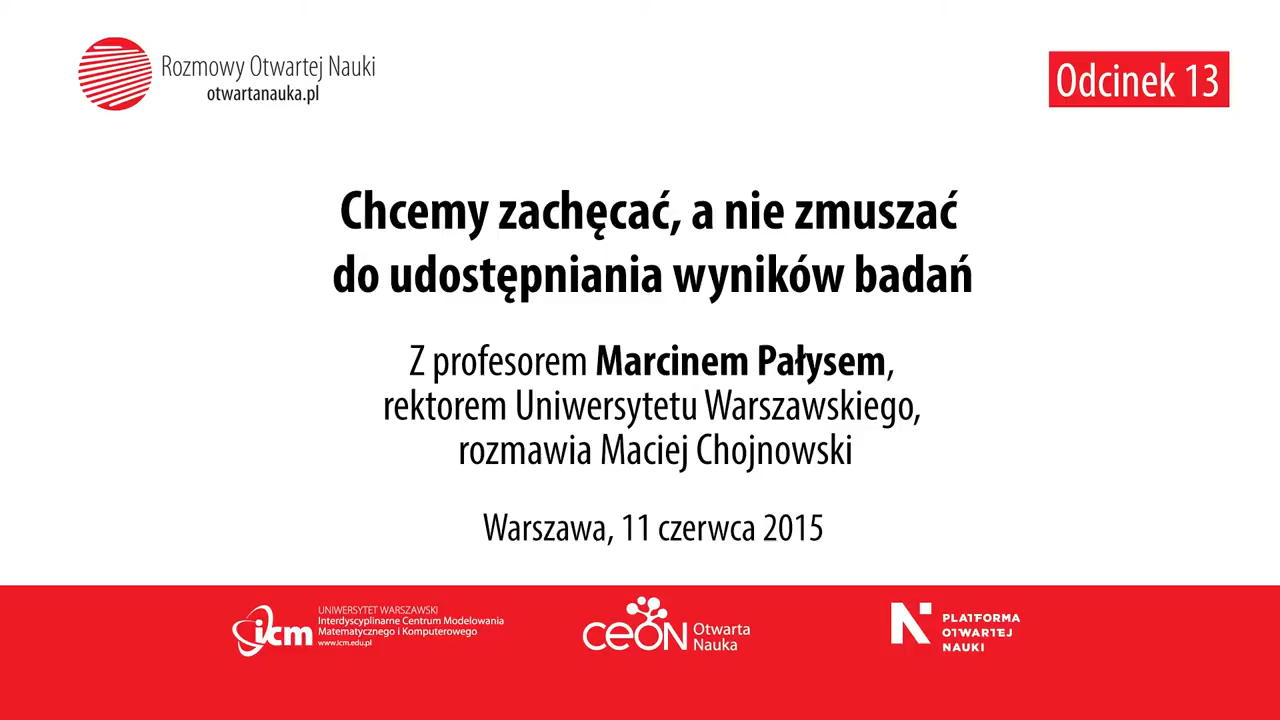 Rozmowy Otwartej Nauki
otwartanauka.pl
Odcinek 13
Chcemy zachęcać, a nie zmuszać
do udostępniania wyników badań
Z profesorem Marcinem Pałysem,
rektorem Uniwersytetu Warszawskiego,
rozmawia Maciej Chojnowski
Warszawa, 11 czerwca 2015
icm
UNIWERSYTET WARSZAWSKI
Interdyscyplinarne Centrum Modelowania
Matematycznego i Komputerowego
www.icm.edu.pl
CeON
Otwarta
Nauka
N
PLATFORMA
OTWARTEJ
NAUKI